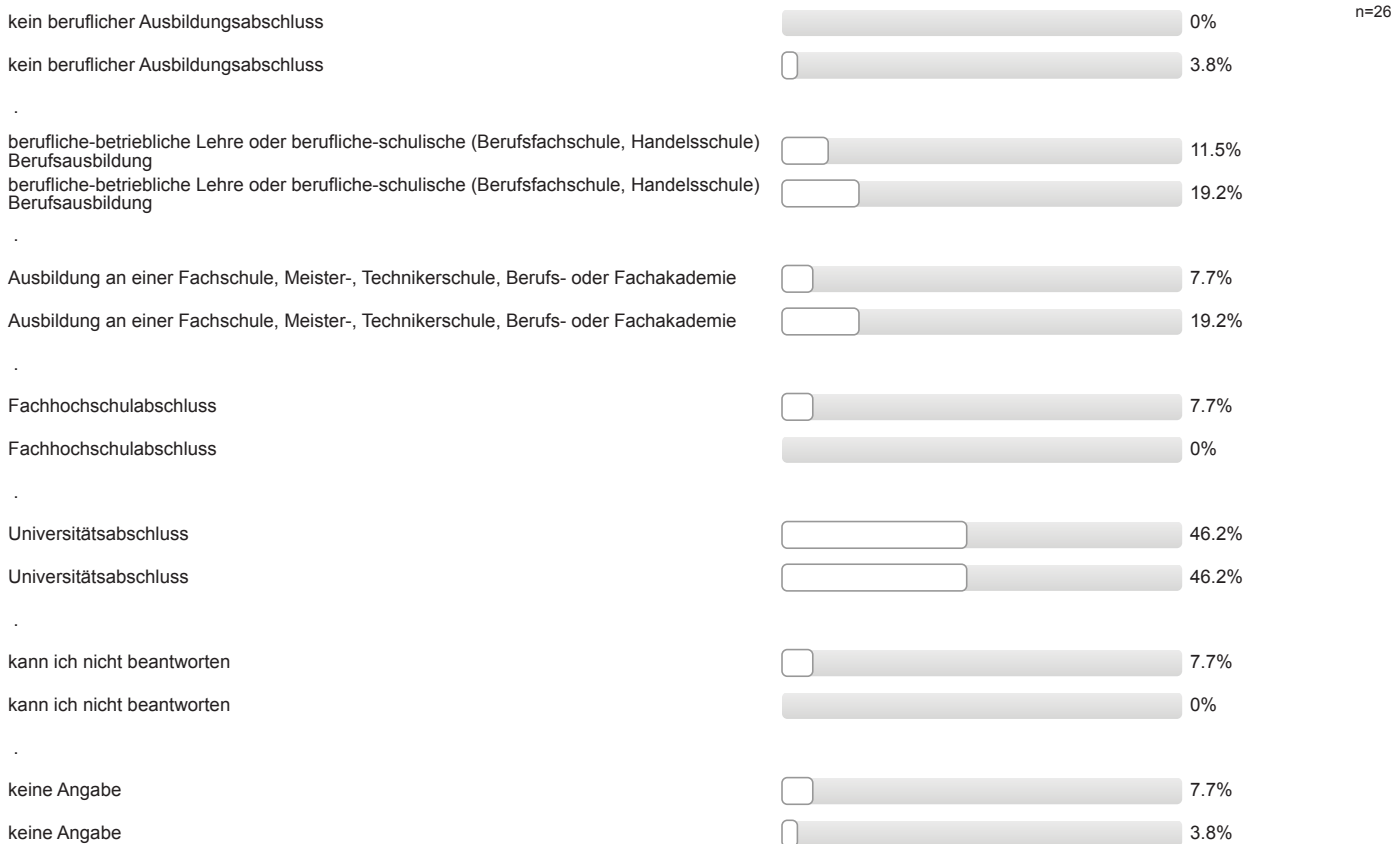 kein beruflicher Ausbildungsabschluss 0% n=26
kein beruflicher Ausbildungsabschluss 3.8%
.
berufliche-betriebliche Lehre oder berufliche-schulische (Berufsfachschule, Handelsschule)
Berufsausbildung 11.5%
berufliche-betriebliche Lehre oder berufliche-schulische (Berufsfachschule, Handelsschule)
Berufsausbildung 19.2%
.
Ausbildung an einer Fachschule, Meister-, Technikerschule, Berufs- oder Fachakademie 7.7%
Ausbildung an einer Fachschule, Meister-, Technikerschule, Berufs- oder Fachakademie 19.2%
.
Fachhochschulabschluss 7.7%
Fachhochschulabschluss 0%
.
Universitätsabschluss 46.2%
Universitätsabschluss 46.2%
.
kann ich nicht beantworten 7.7%
kann ich nicht beantworten 0%
.
keine Angabe 7.7%
keine Angabe 3.8%